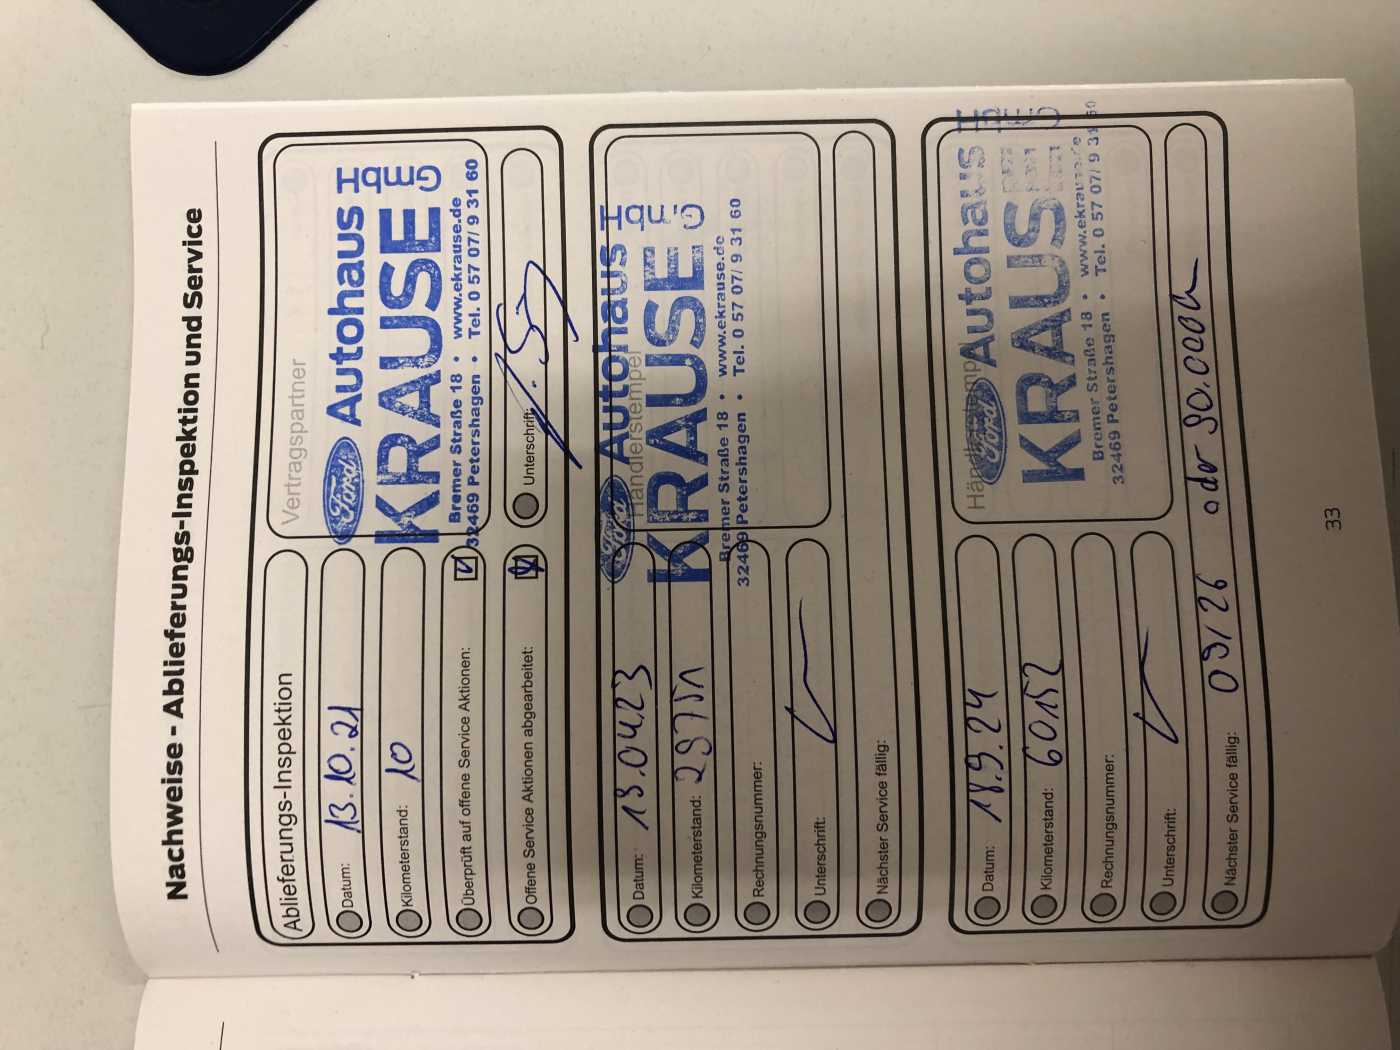 Nachweise - Ablieferungs-Inspektion und Service
Ablieferungs-Inspektion
Datum: 13.10.21
Kilometerstand: 10
Überprüft auf offene Service Aktionen:
Offene Service Aktionen abgearbeitet:
Vertragspartner
Ford Autohaus
KRAUSE GmbH
Bremer Straße 18 • www.ekrause.de
32469 Petershagen • Tel. 0 57 07/ 9 31 60
Unterschrift:
Datum: 13.04.23
Kilometerstand: 29751
Rechnungsnummer:
Unterschrift:
Nächster Service fällig:
Händlerstempel
Ford Autohaus
KRAUSE GmbH
Bremer Straße 18 • www.ekrause.de
32469 Petershagen • Tel. 0 57 07/ 9 31 60
Datum: 18.9.24
Kilometerstand: 60152
Rechnungsnummer:
Unterschrift:
Nächster Service fällig: 09/26 oder 90.000km
Händlerstempel
Ford Autohaus
KRAUSE GmbH
Bremer Straße 18 • www.ekrause.de
32469 Petershagen • Tel. 0 57 07/ 9 31 60
33